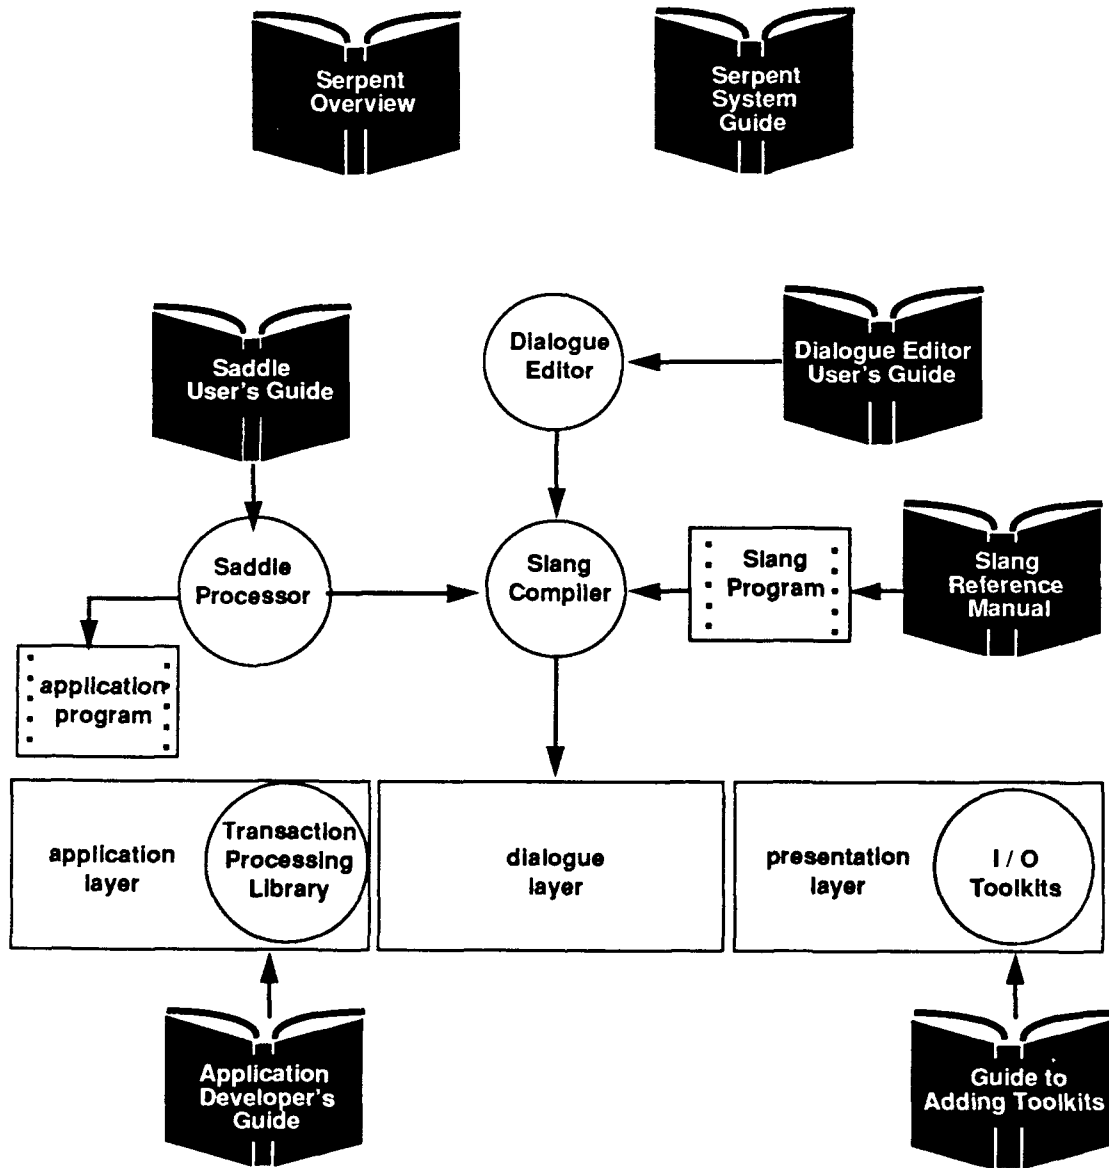 Serpent
Overview
Serpent
System
Guide
Saddle
User's Guide
Dialogue
Editor
Dialogue Editor
User's Guide
Saddle
Processor
Slang
Compiler
Slang
Program
Slang
Reference
Manual
application
program
application
layer
Transaction
Processing
Library
dialogue
layer
presentation
layer
I / O
Toolkits
Application
Developer's
Guide
Guide to
Adding Toolkits